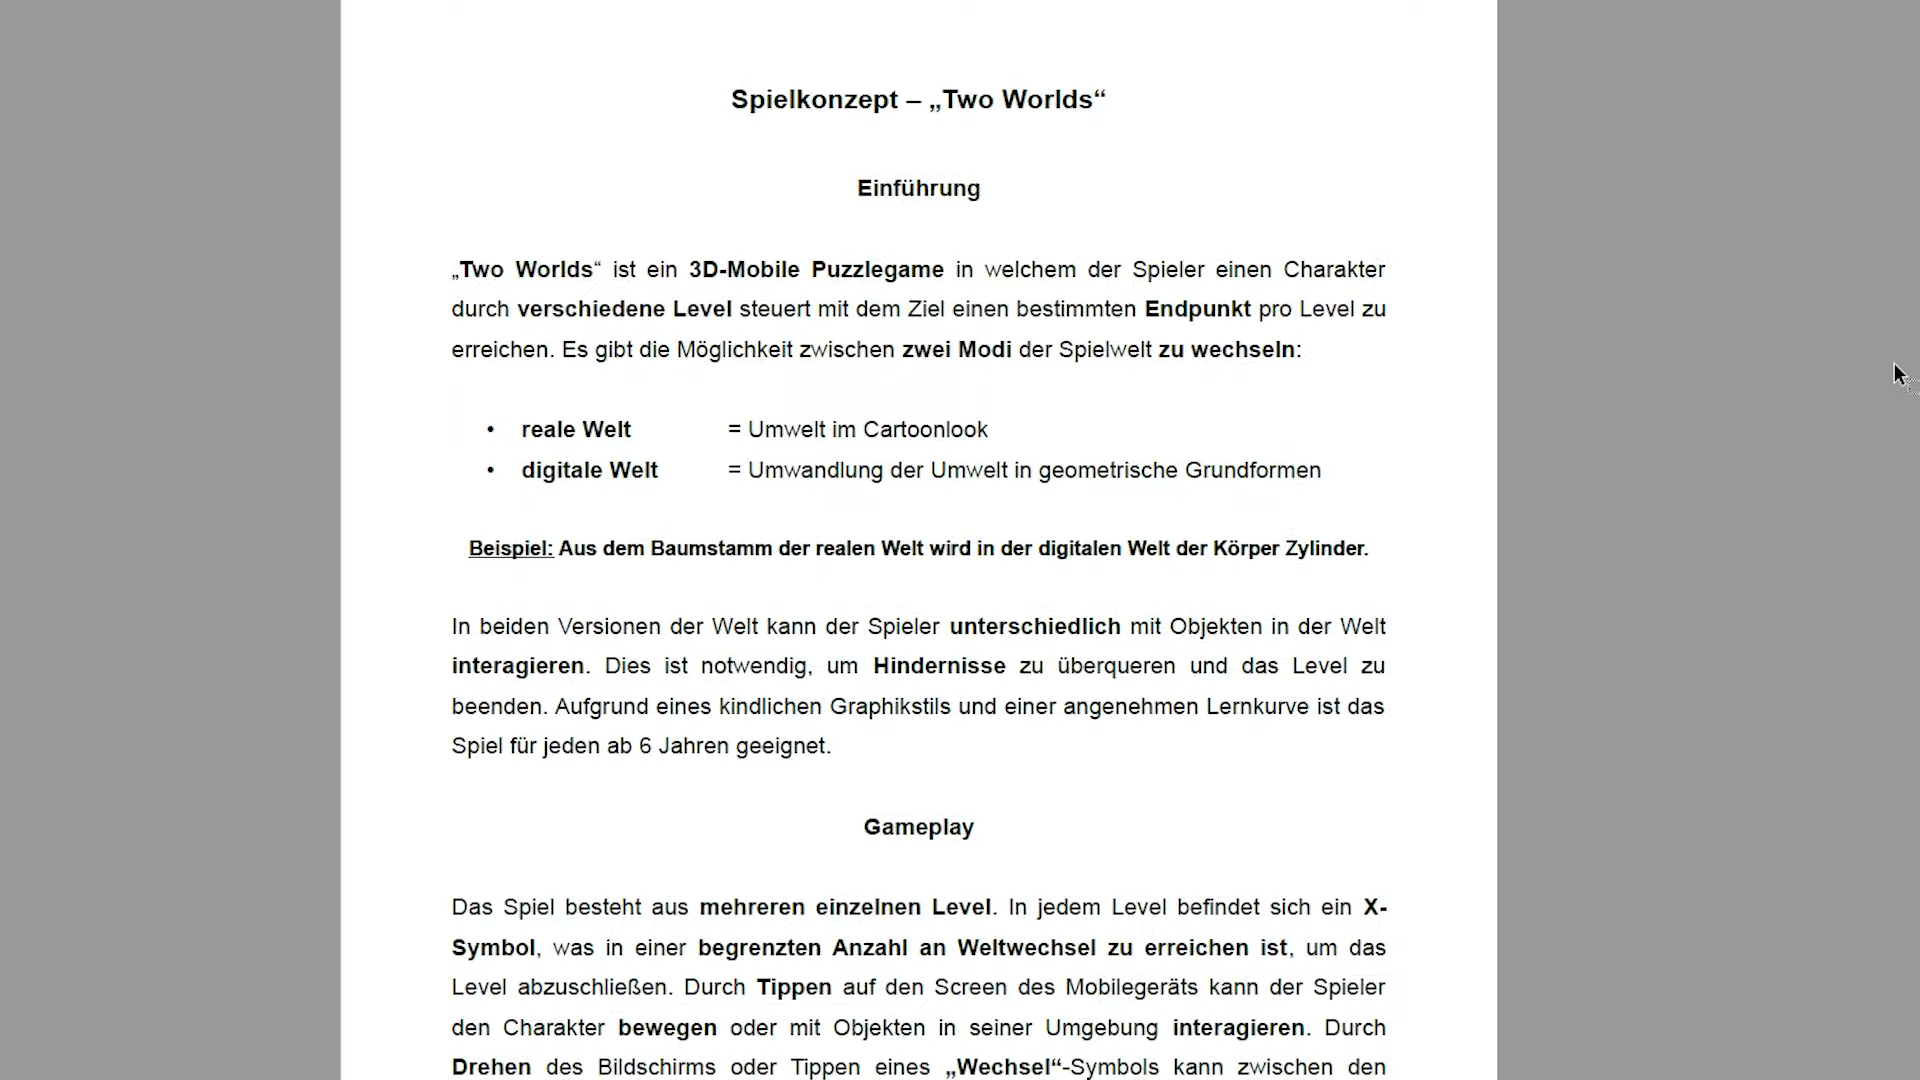 Spielkonzept – „Two Worlds“
Einführung
„Two Worlds“ ist ein 3D-Mobile Puzzlegame in welchem der Spieler einen Charakter
durch verschiedene Level steuert mit dem Ziel einen bestimmten Endpunkt pro Level zu
erreichen. Es gibt die Möglichkeit zwischen zwei Modi der Spielwelt zu wechseln:
• reale Welt = Umwelt im Cartoonlook
• digitale Welt = Umwandlung der Umwelt in geometrische Grundformen
Beispiel: Aus dem Baumstamm der realen Welt wird in der digitalen Welt der Körper Zylinder.
In beiden Versionen der Welt kann der Spieler unterschiedlich mit Objekten in der Welt
interagieren. Dies ist notwendig, um Hindernisse zu überqueren und das Level zu
beenden. Aufgrund eines kindlichen Graphikstils und einer angenehmen Lernkurve ist das
Spiel für jeden ab 6 Jahren geeignet.
Gameplay
Das Spiel besteht aus mehreren einzelnen Level. In jedem Level befindet sich ein X-
Symbol, was in einer begrenzten Anzahl an Weltwechsel zu erreichen ist, um das
Level abzuschließen. Durch Tippen auf den Screen des Mobilegeräts kann der Spieler
den Charakter bewegen oder mit Objekten in seiner Umgebung interagieren. Durch
Drehen des Bildschirms oder Tippen eines „Wechsel“-Symbols kann zwischen den